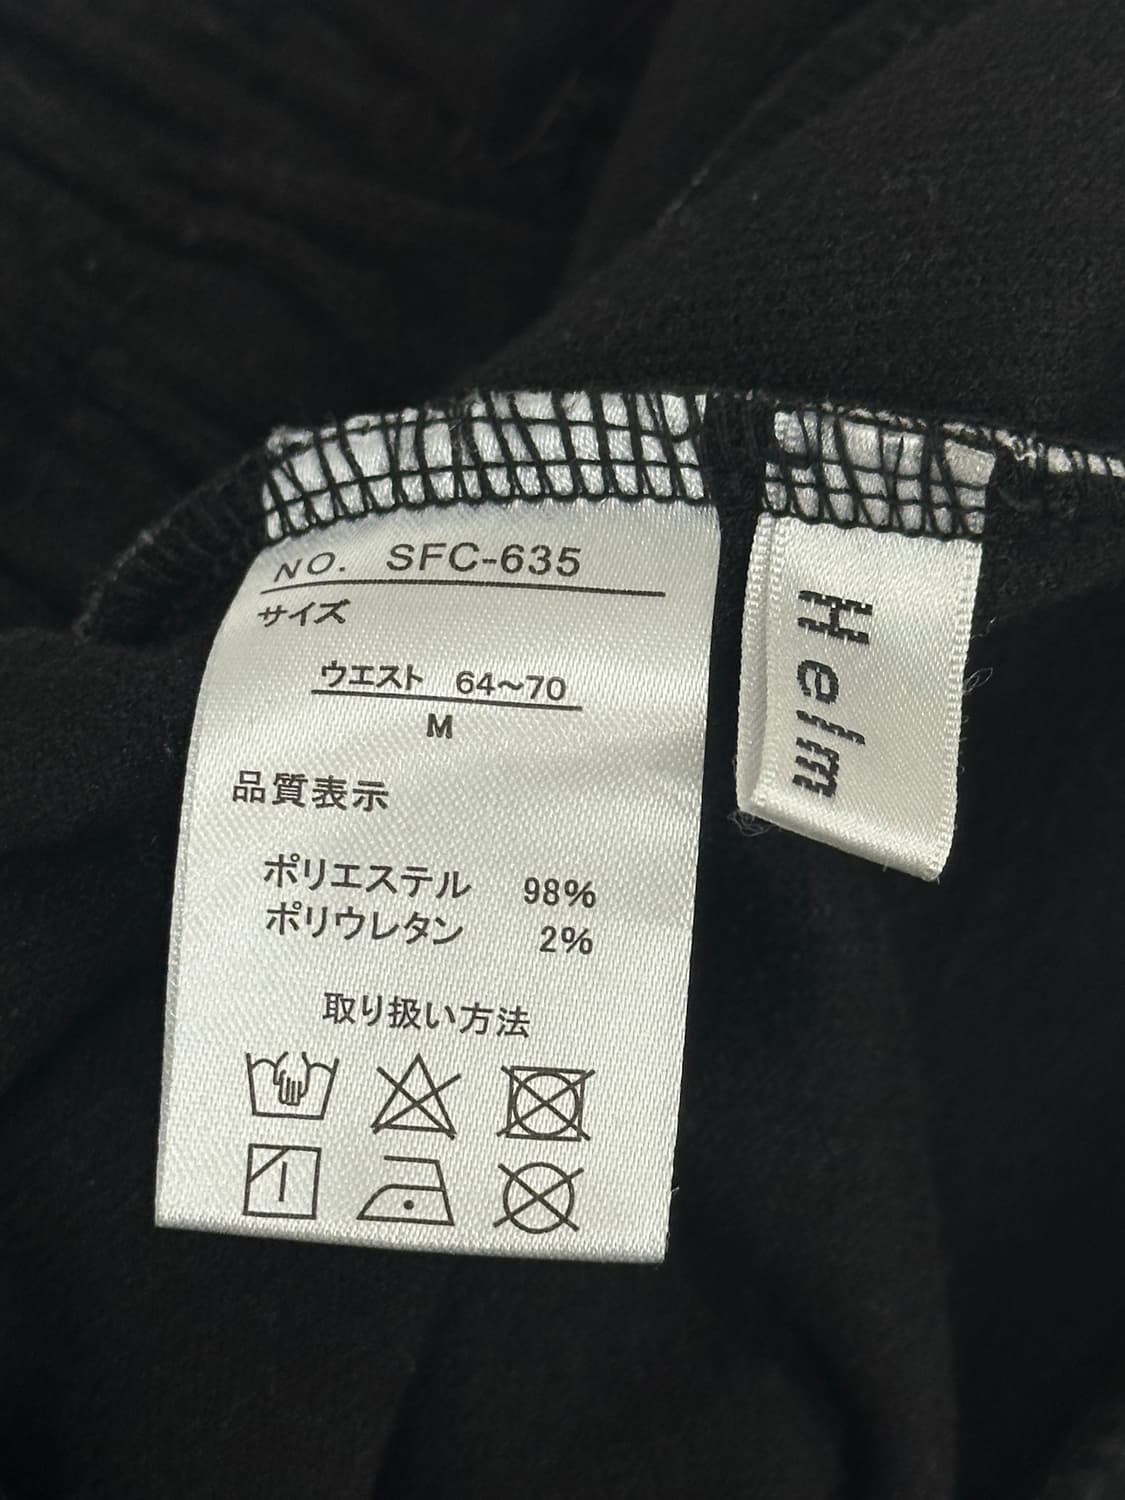 NO. SFC-635
サイズ
ウエスト 64〜70
M
品質表示
ポリエステル 98%
ポリウレタン 2%
取り扱い方法
Helm